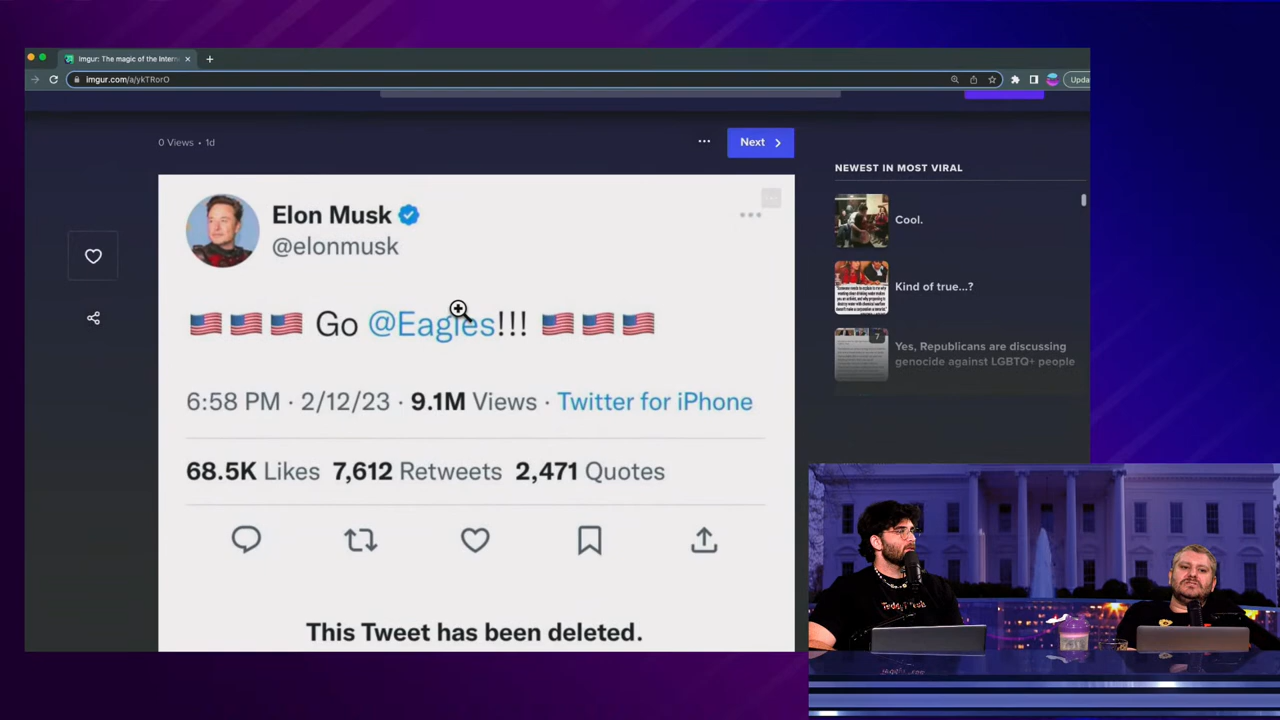 Imgur: The magic of the Intern
imgur.com/a/ykTRorO
Upda
0 Views • 1d
Next
NEWEST IN MOST VIRAL
Cool.
Kind of true...?
7
Yes, Republicans are discussing
genocide against LGBTQ+ people
Elon Musk
@elonmusk
🇺🇸🇺🇸🇺🇸 Go @Eagles!!! 🇺🇸🇺🇸🇺🇸
6:58 PM · 2/12/23 · 9.1M Views · Twitter for iPhone
68.5K Likes 7,612 Retweets 2,471 Quotes
This Tweet has been deleted.